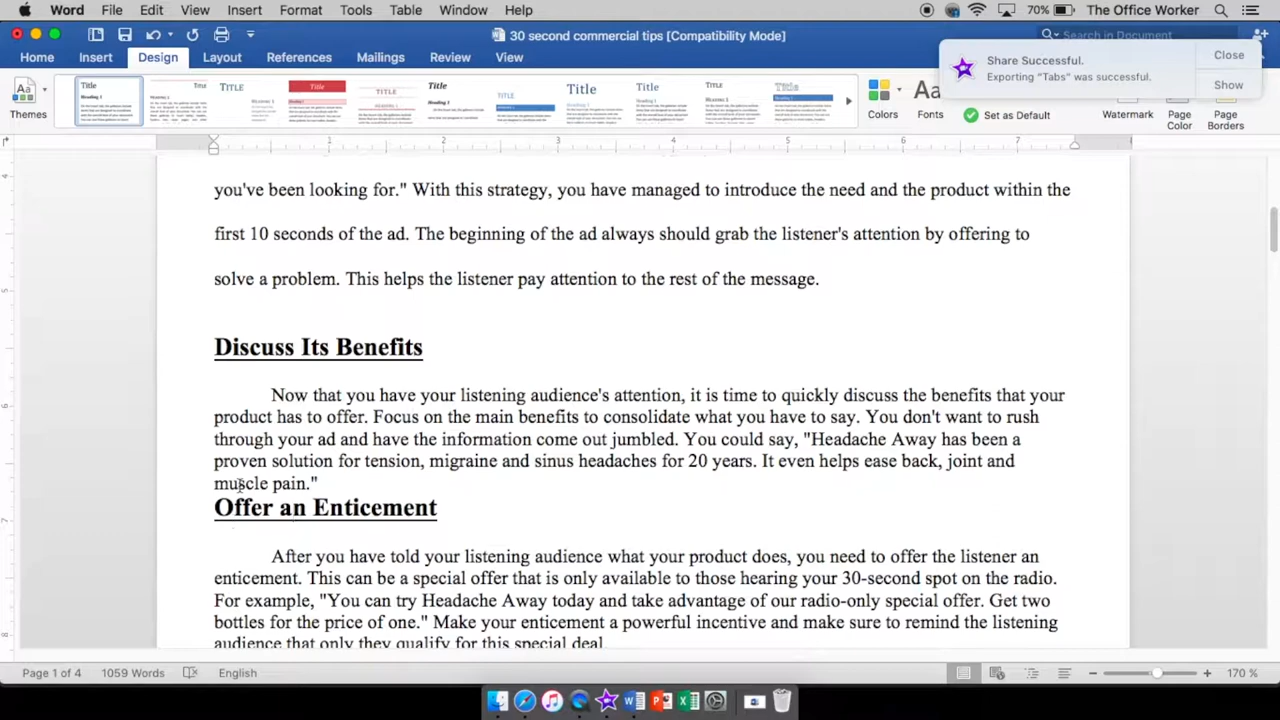 Word File Edit View Insert Format Tools Table Window Help 70% The Office Worker
30 second commercial tips [Compatibility Mode] Search in Document
Home Insert Design Layout References Mailings Review View
Share Successful. Close
Exporting "Tabs" was successful. Show
Themes Colors Fonts Set as Default Watermark Page Color Page Borders
you've been looking for." With this strategy, you have managed to introduce the need and the product within the
first 10 seconds of the ad. The beginning of the ad always should grab the listener's attention by offering to
solve a problem. This helps the listener pay attention to the rest of the message.
Discuss Its Benefits
Now that you have your listening audience's attention, it is time to quickly discuss the benefits that your
product has to offer. Focus on the main benefits to consolidate what you have to say. You don't want to rush
through your ad and have the information come out jumbled. You could say, "Headache Away has been a
proven solution for tension, migraine and sinus headaches for 20 years. It even helps ease back, joint and
muscle pain."
Offer an Enticement
After you have told your listening audience what your product does, you need to offer the listener an
enticement. This can be a special offer that is only available to those hearing your 30-second spot on the radio.
For example, "You can try Headache Away today and take advantage of our radio-only special offer. Get two
bottles for the price of one." Make your enticement a powerful incentive and make sure to remind the listening
audience that only they qualify for this special deal
Page 1 of 4 1059 Words English 170 %